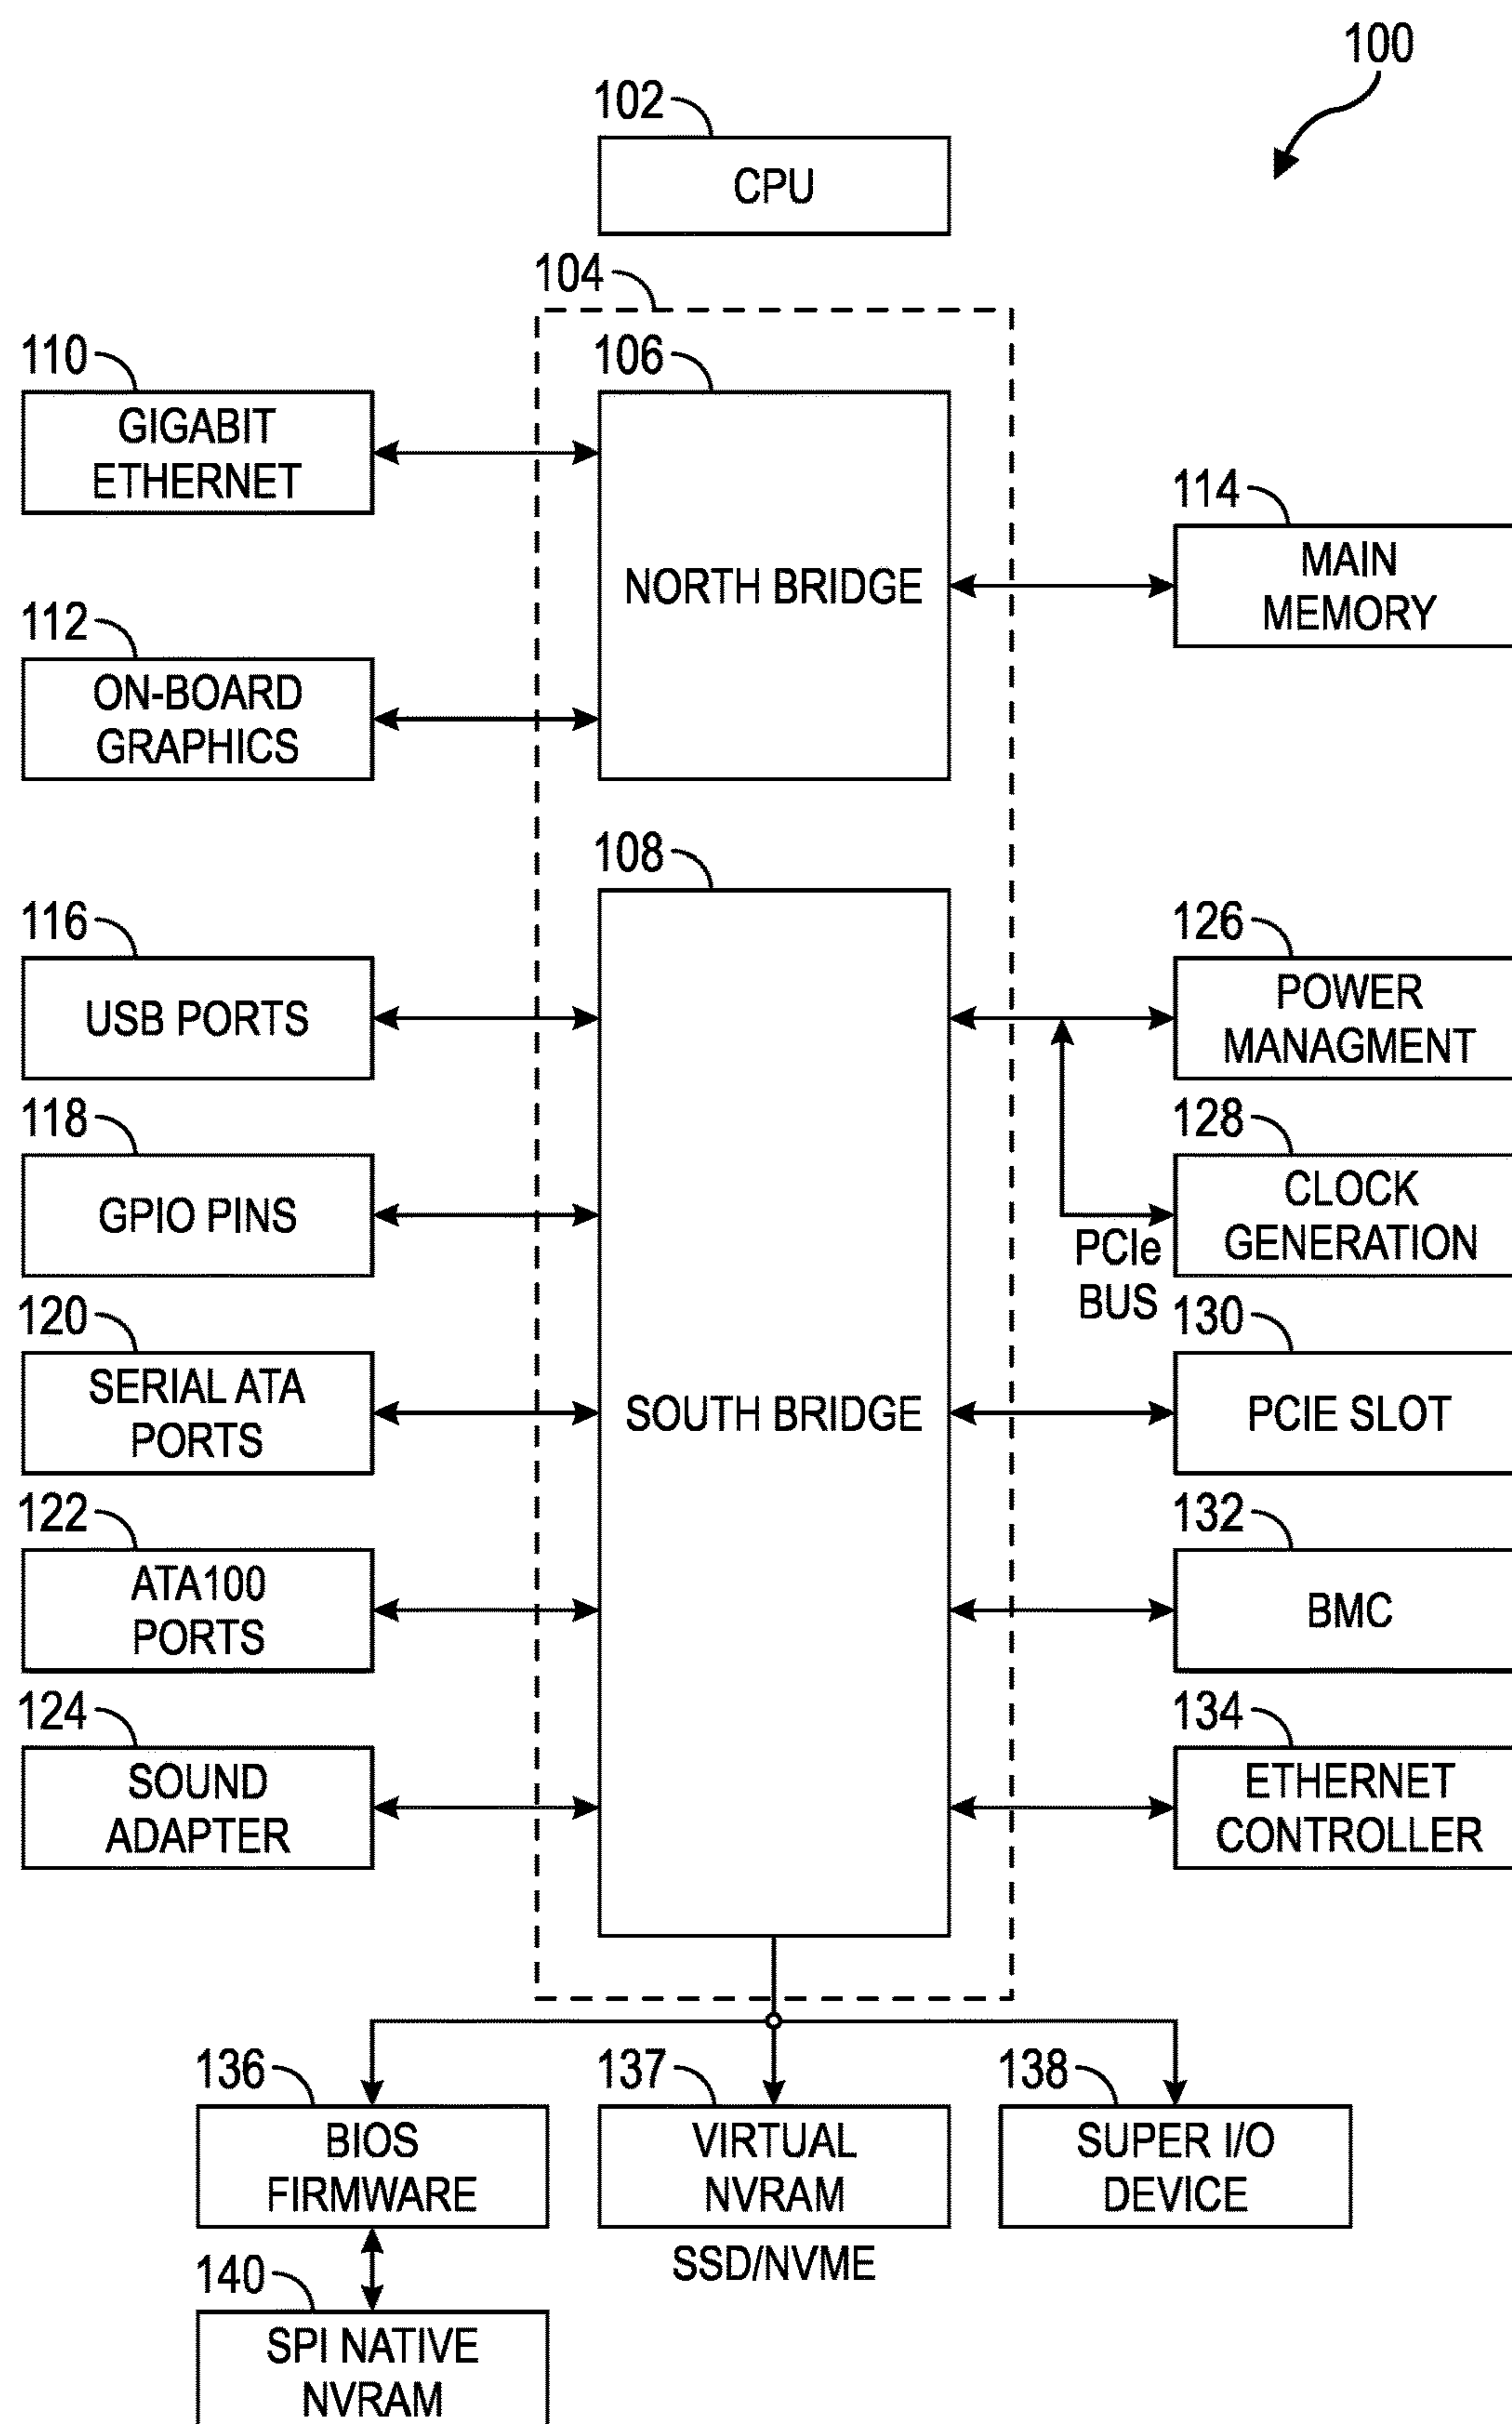 100
102
CPU
104
110
106
GIGABIT
ETHERNET
114
NORTH BRIDGE
MAIN
MEMORY
112
ON-BOARD
GRAPHICS
108
116
126
USB PORTS
POWER
MANAGMENT
118
128
GPIO PINS
CLOCK
GENERATION
PCIe
BUS
120
130
SERIAL ATA
PORTS
SOUTH BRIDGE
PCIE SLOT
122
132
ATA100
PORTS
BMC
124
134
SOUND
ADAPTER
ETHERNET
CONTROLLER
136
137
138
BIOS
FIRMWARE
VIRTUAL
NVRAM
SUPER I/O
DEVICE
SSD/NVME
140
SPI NATIVE
NVRAM